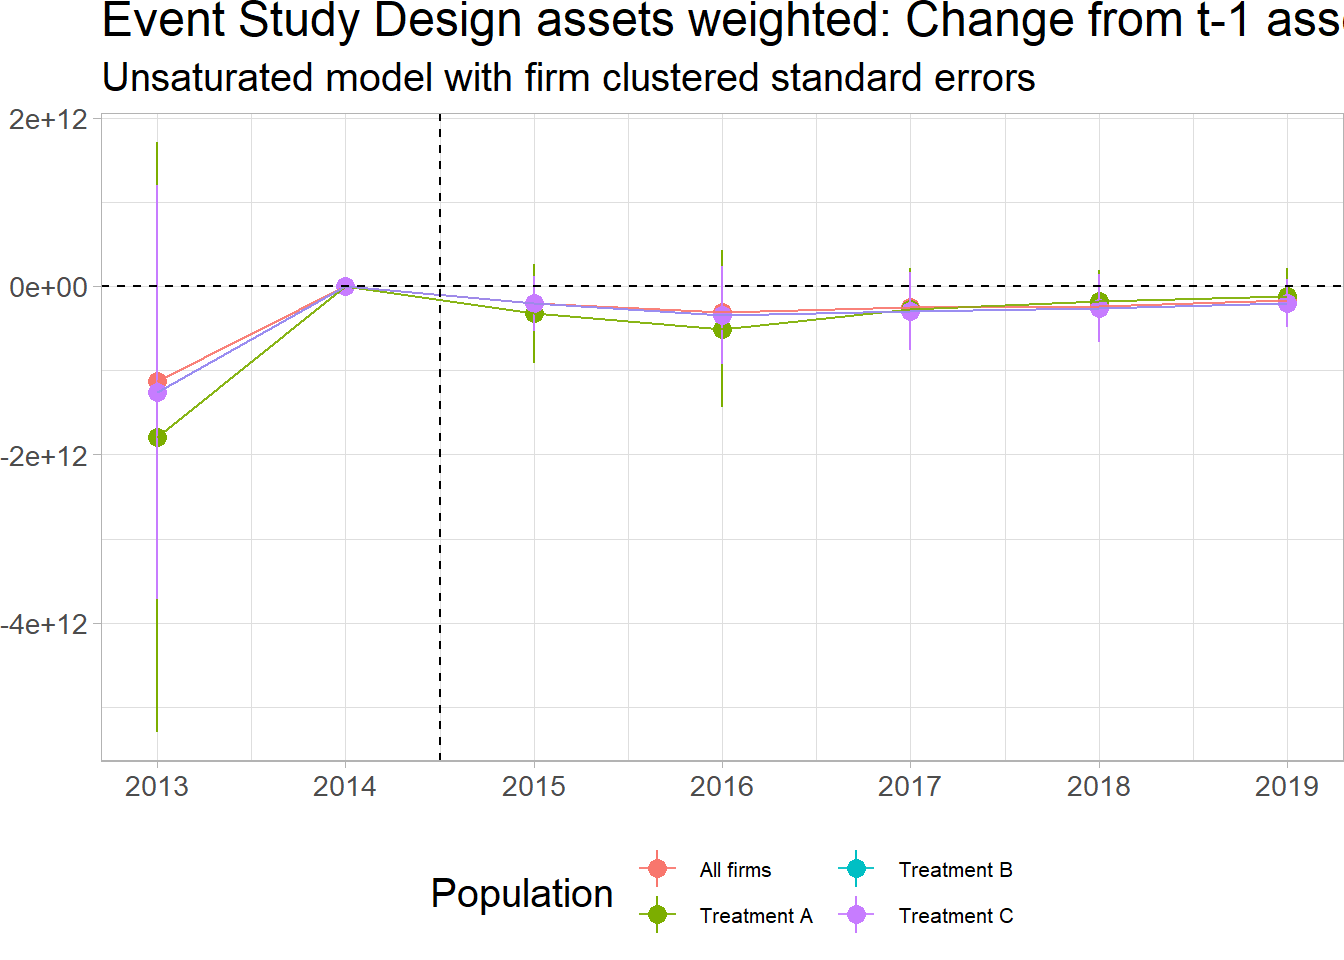 Event Study Design assets weighted: Change from t-1
Unsaturated model with firm clustered standard errors
2e+12
0e+00
-2e+12
-4e+12
2013 2014 2015 2016 2017 2018 2019
Population
All firms
Treatment A
Treatment B
Treatment C